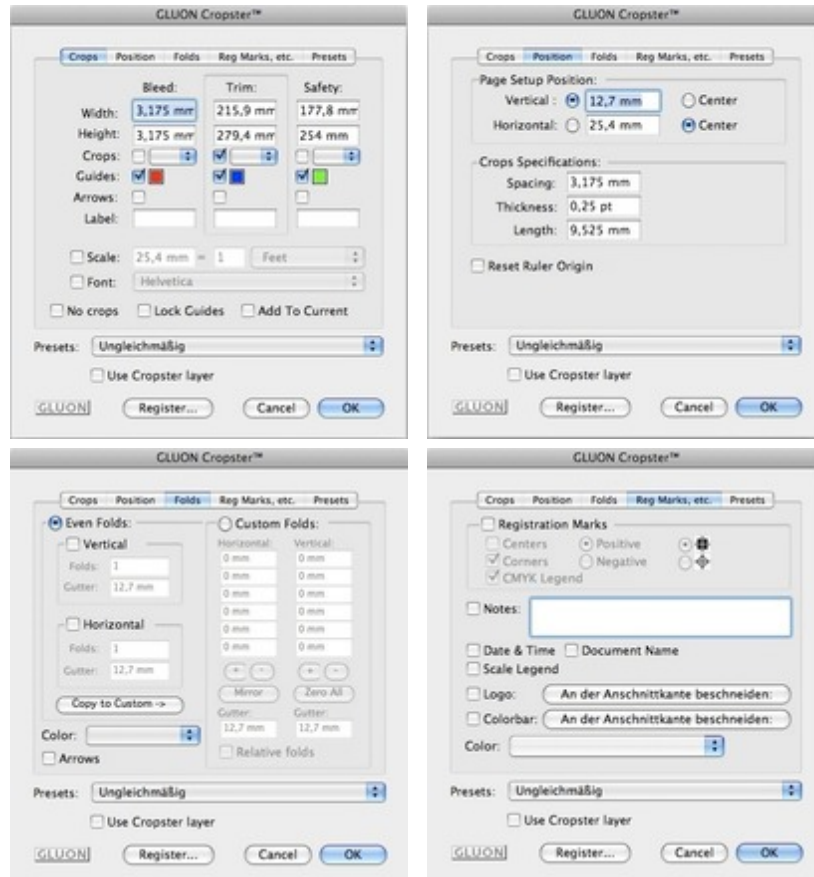 GLUON Cropster™
Crops Position Folds Reg Marks, etc. Presets
Bleed: Trim: Safety:
Width: 3,175 mm 215,9 mm 177,8 mm
Height: 3,175 mm 279,4 mm 254 mm
Crops:
Guides:
Arrows:
Label:
Scale: 25,4 mm = 1 Feet
Font: Helvetica
No crops Lock Guides Add To Current
Presets: Ungleichmäßig
Use Cropster layer
GLUON Register... Cancel OK
GLUON Cropster™
Crops Position Folds Reg Marks, etc. Presets
Page Setup Position:
Vertical : 12,7 mm Center
Horizontal: 25,4 mm Center
Crops Specifications:
Spacing: 3,175 mm
Thickness: 0,25 pt
Length: 9,525 mm
Reset Ruler Origin
Presets: Ungleichmäßig
Use Cropster layer
GLUON Register... Cancel OK
GLUON Cropster™
Crops Position Folds Reg Marks, etc. Presets
Even Folds: Custom Folds:
Vertical Horizontal: Vertical:
Folds: 1 0 mm 0 mm
Gutter: 12,7 mm 0 mm 0 mm
0 mm 0 mm
0 mm 0 mm
Horizontal 0 mm 0 mm
Folds: 1 0 mm 0 mm
Gutter: 12,7 mm + - + -
Copy to Custom -> Mirror Zero All
Gutter: Gutter:
Color: 12,7 mm 12,7 mm
Arrows Relative folds
Presets: Ungleichmäßig
Use Cropster layer
GLUON Register... Cancel OK
GLUON Cropster™
Crops Position Folds Reg Marks, etc. Presets
Registration Marks
Centers Positive
Corners Negative
CMYK Legend
Notes:
Date & Time Document Name
Scale Legend
Logo: An der Anschnittkante beschneiden:
Colorbar: An der Anschnittkante beschneiden:
Color:
Presets: Ungleichmäßig
Use Cropster layer
GLUON Register... Cancel OK